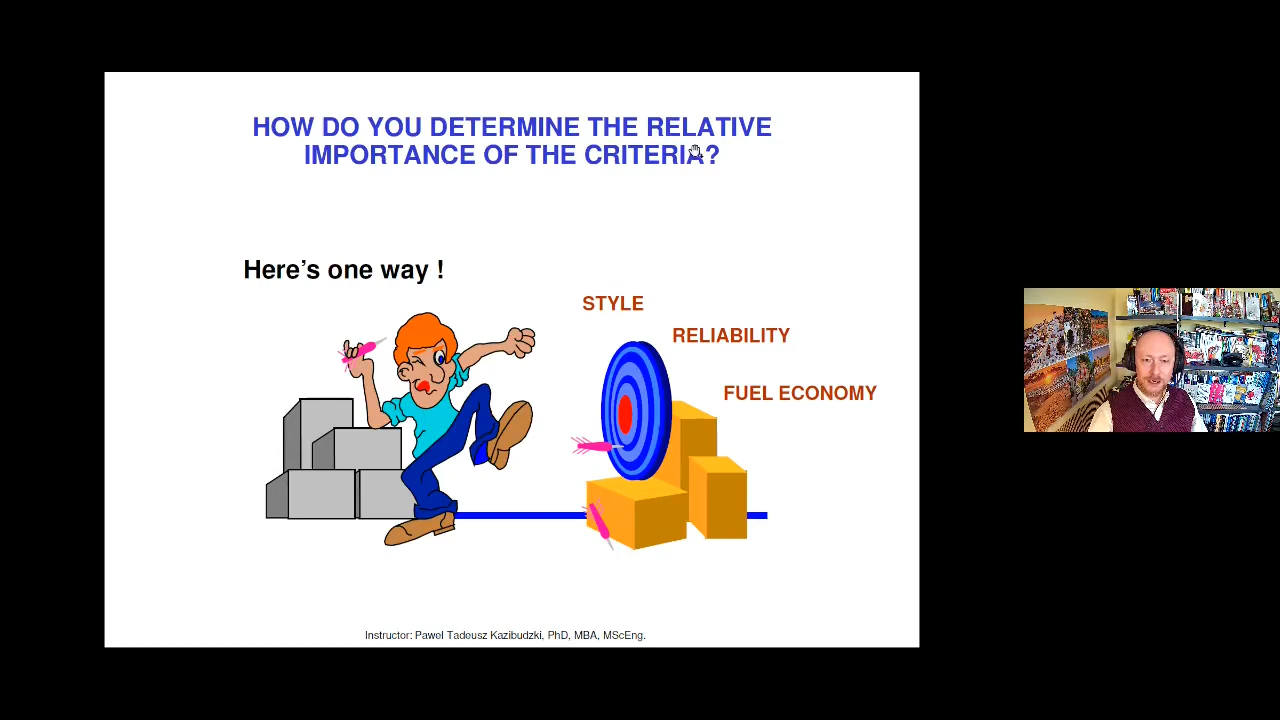 HOW DO YOU DETERMINE THE RELATIVE
IMPORTANCE OF THE CRITERIA?
Here's one way !
STYLE
RELIABILITY
FUEL ECONOMY
Instructor: Pawel Tadeusz Kazibudzki, PhD, MBA, MScEng.